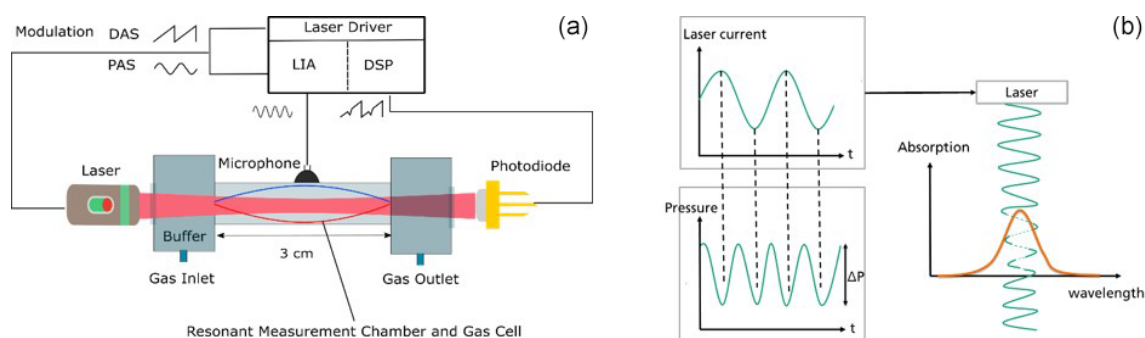 Modulation DAS
PAS
Laser Driver
LIA
DSP
(a)
Laser
Microphone
Photodiode
Buffer
3 cm
Gas Inlet
Gas Outlet
Resonant Measurement Chamber and Gas Cell
(b)
Laser current
t
Laser
Absorption
wavelength
Pressure
ΔP
t